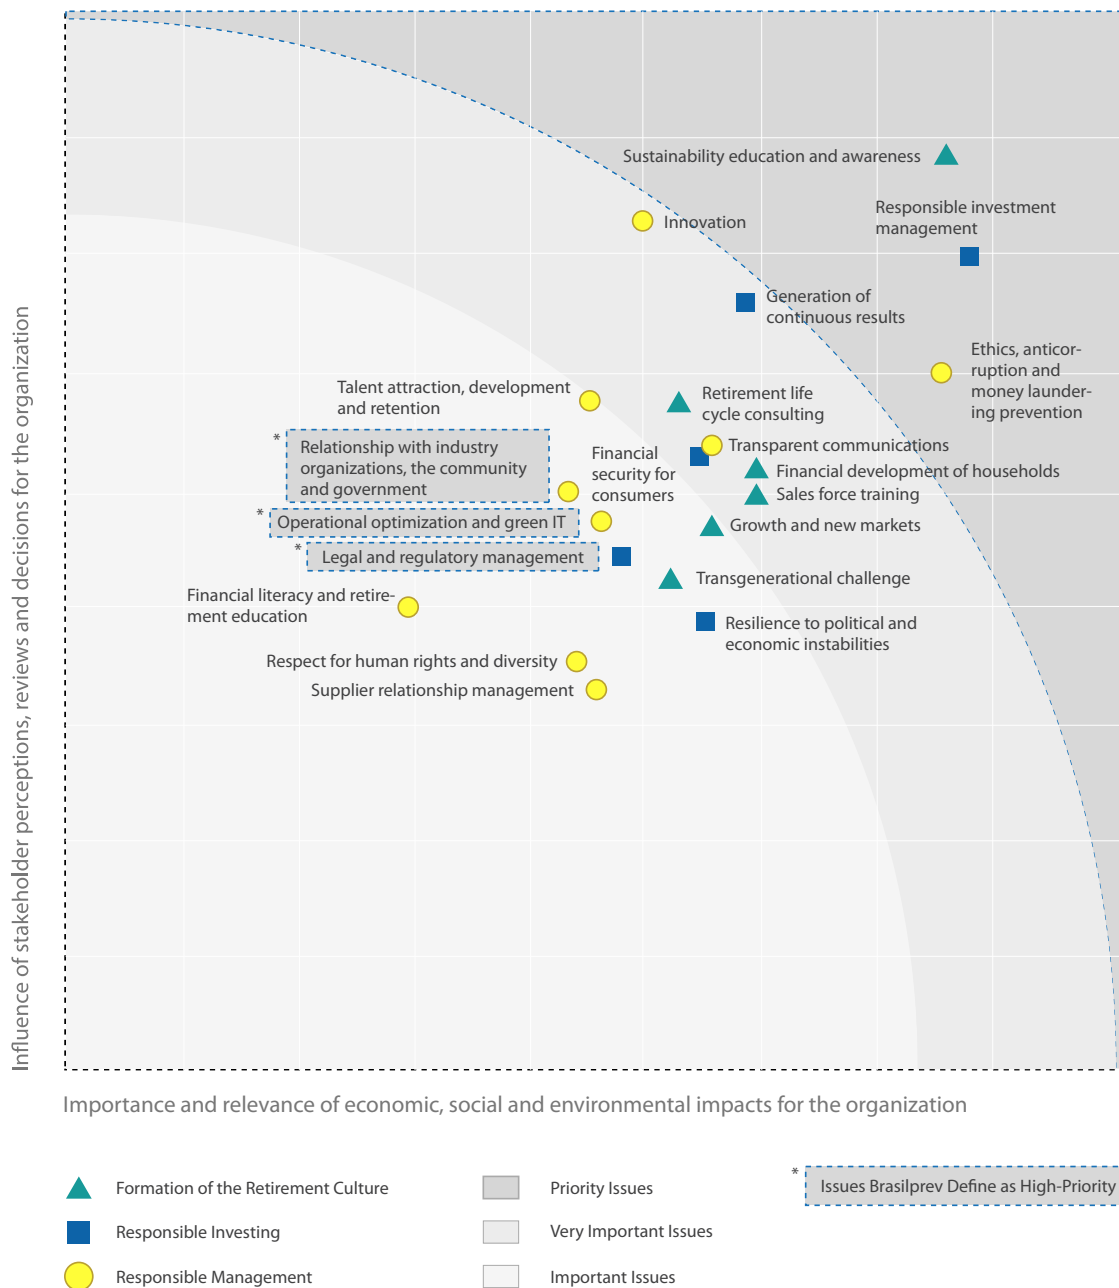 Influence of stakeholder perceptions, reviews and decisions for the organization
Sustainability education and awareness
Responsible investment
management
Innovation
Generation of
continuous results
Ethics, anticor-
ruption and
money launder-
ing prevention
Talent attraction, development
and retention
Retirement life
cycle consulting
*
Relationship with industry
organizations, the community
and government
Financial
security for
consumers
Transparent communications
Financial development of households
Sales force training
*
Operational optimization and green IT
Growth and new markets
*
Legal and regulatory management
Transgenerational challenge
Financial literacy and retire-
ment education
Resilience to political and
economic instabilities
Respect for human rights and diversity
Supplier relationship management
Importance and relevance of economic, social and environmental impacts for the organization
Formation of the Retirement Culture
Responsible Investing
Responsible Management
Priority Issues
Very Important Issues
Important Issues
*
Issues Brasilprev Define as High-Priority